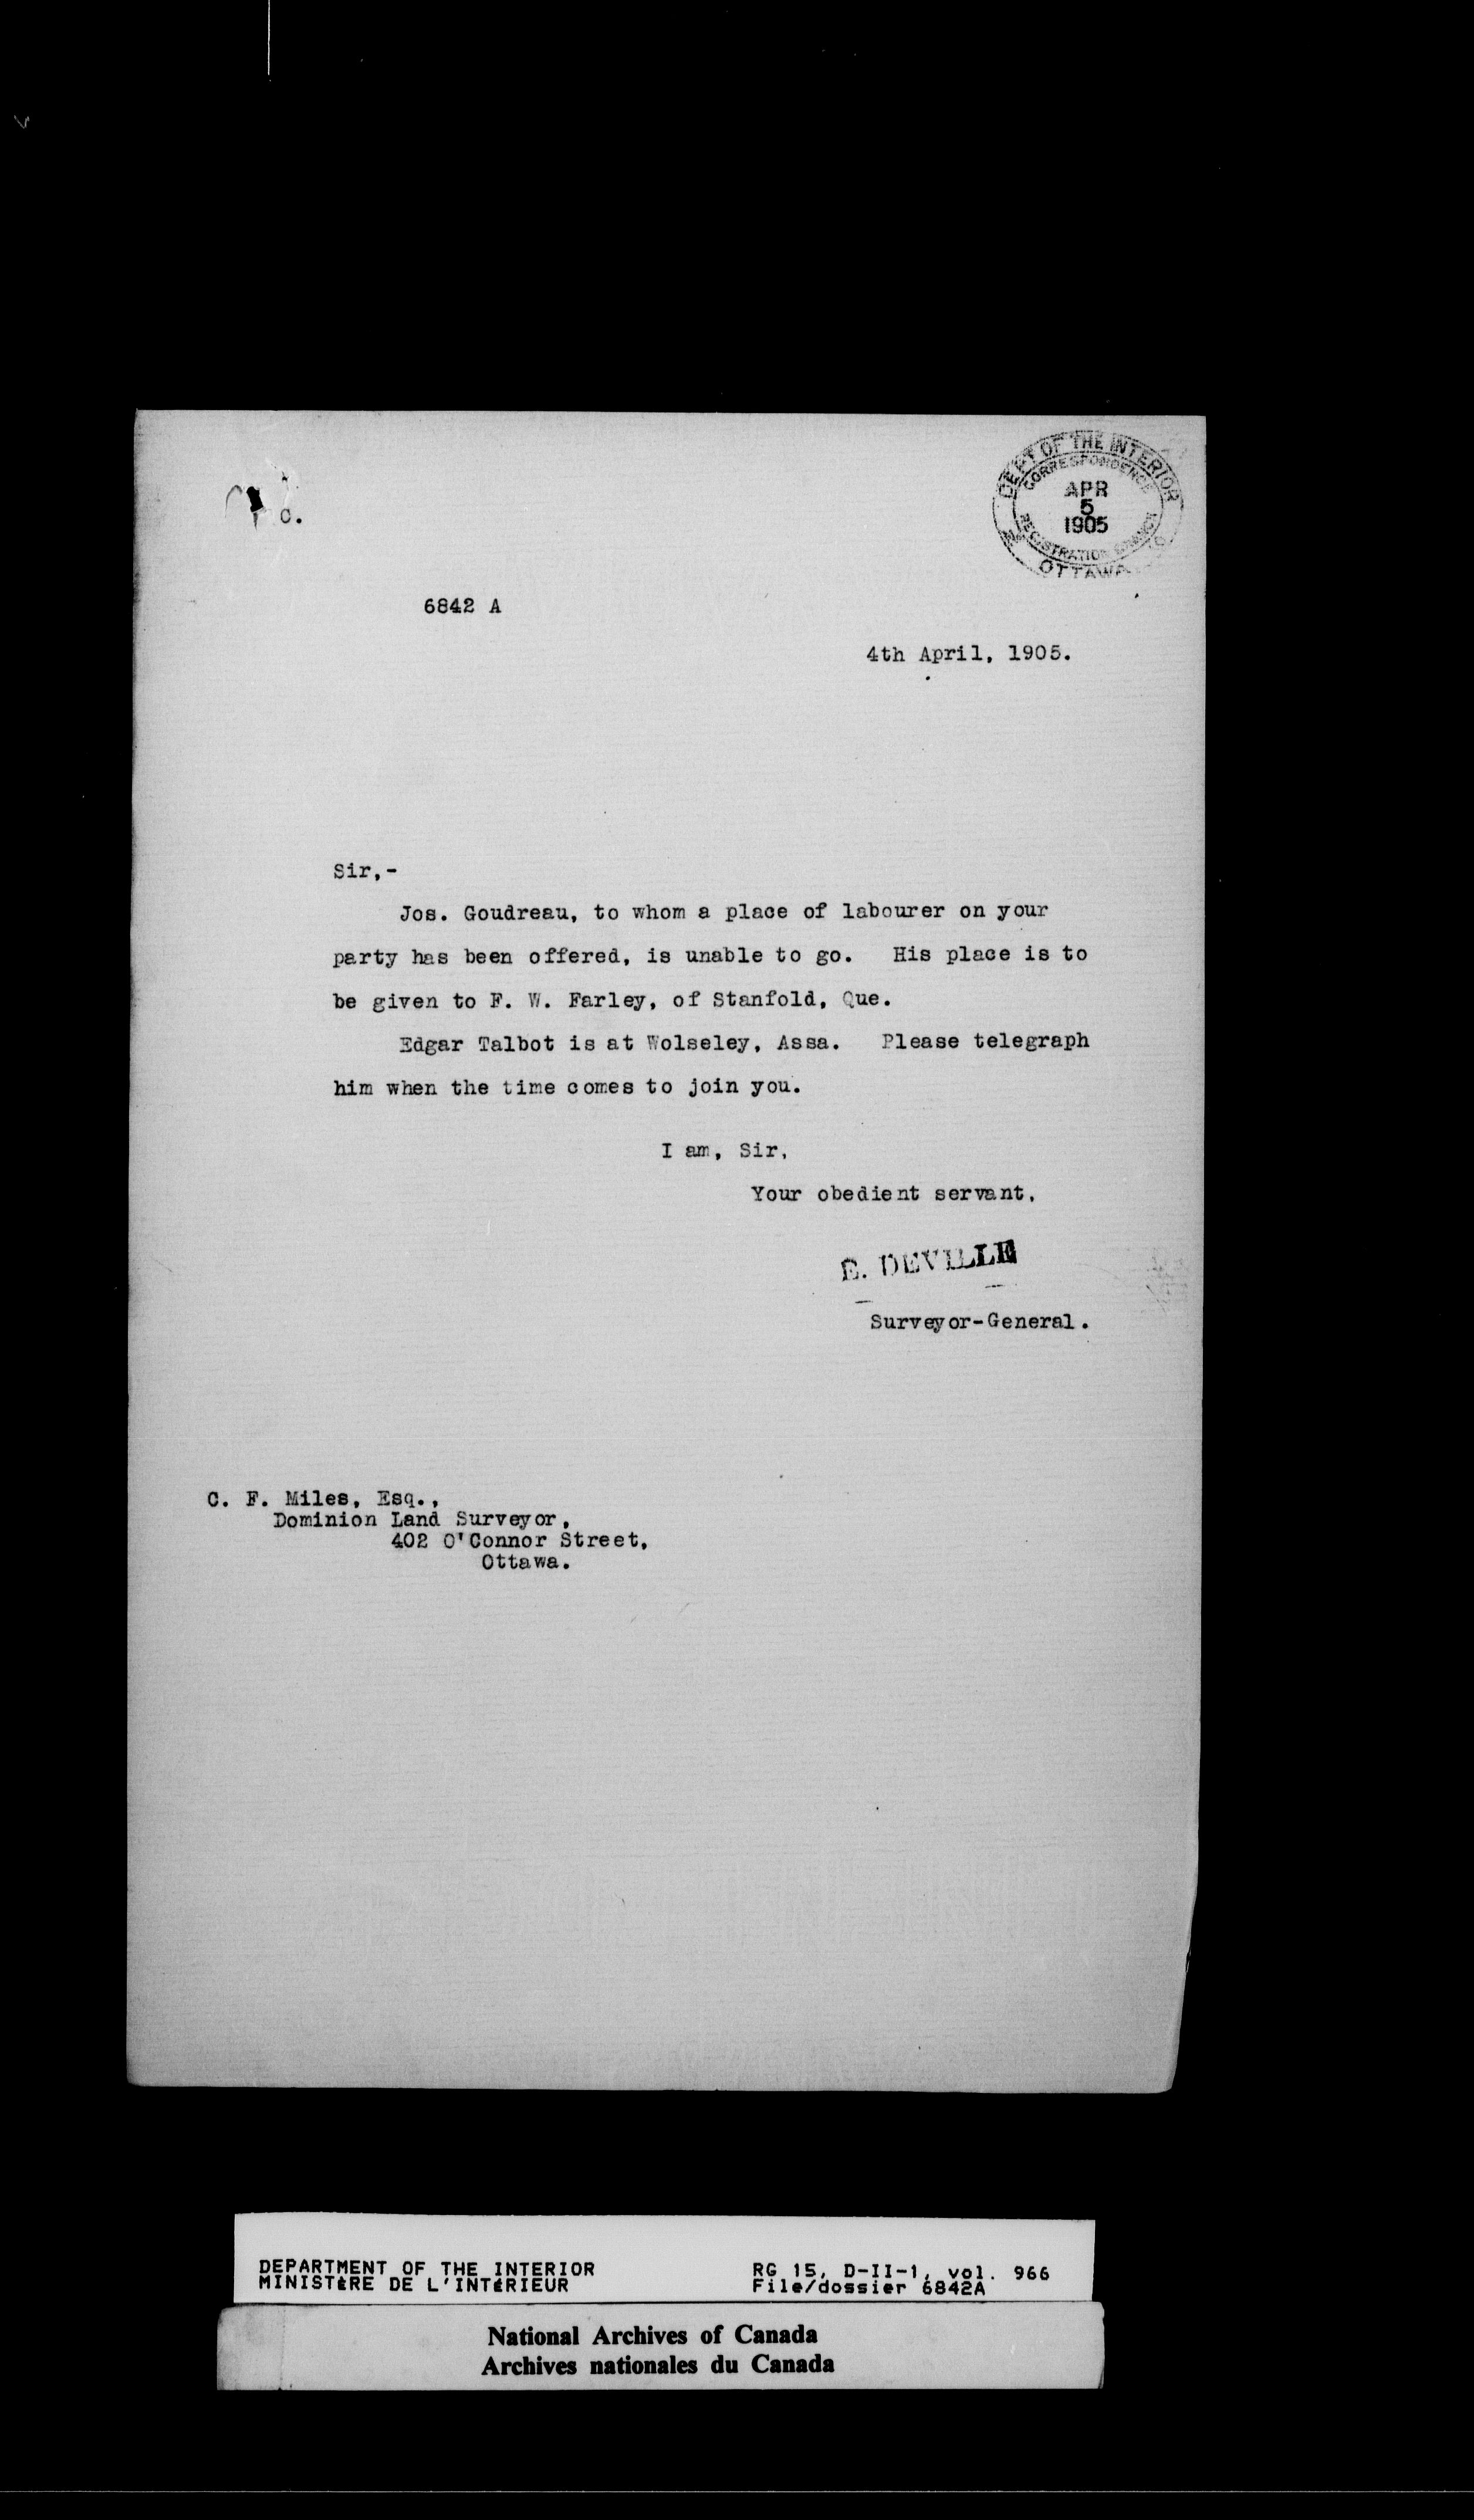 DEPT OF THE INTERIOR
CORRESPONDENCE
APR
5
1905
REGISTRATION BRANCH
OTTAWA
c.
6842 A
4th April, 1905.
Sir,-
Jos. Goudreau, to whom a place of labourer on your
party has been offered, is unable to go. His place is to
be given to F. W. Farley, of Stanfold, Que.
Edgar Talbot is at Wolseley, Assa. Please telegraph
him when the time comes to join you.
I am, Sir,
Your obedient servant,
E. DEVILLE
Surveyor-General.
C. F. Miles, Esq.,
Dominion Land Surveyor,
402 O'Connor Street,
Ottawa.
DEPARTMENT OF THE INTERIOR RG 15, D-II-1, vol. 966
MINISTÈRE DE L'INTÉRIEUR File/dossier 6842A
National Archives of Canada
Archives nationales du Canada